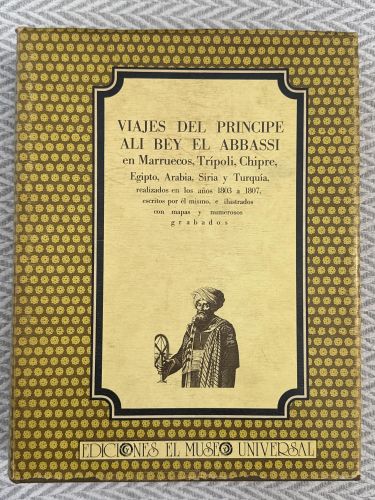 VIAJES DEL PRINCIPE
ALI BEY EL ABBASSI
en Marruecos, Trípoli, Chipre,
Egipto, Arabia, Siria y Turquia,
realizados en los años 1803 a 1807,
escritos por él mismo, e ilustrados
con mapas y numerosos
grabados
EDICIONES EL MUSEO UNIVERSAL